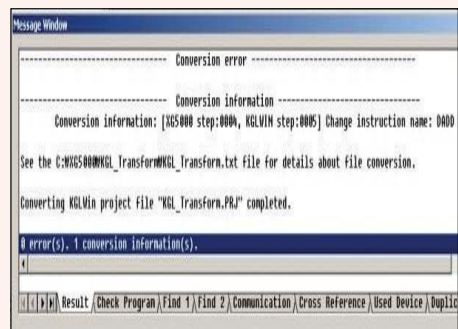 Message Window
------------------------------ Conversion error ------------------------------------
------------------------------ Conversion information -------------------------------
Conversion information: [XG5000 step:0004, KGLWIN step:0005] Change instruction name: DADD
See the C:₩XG5000₩KGL_Transform₩KGL_Transform.txt file for details about file conversion.
Converting KGLWin project file "KGL_Transform.PRJ" completed.
0 error(s). 1 conversion information(s).
Result / Check Program / Find 1 / Find 2 / Communication / Cross Reference / Used Device / Duplic